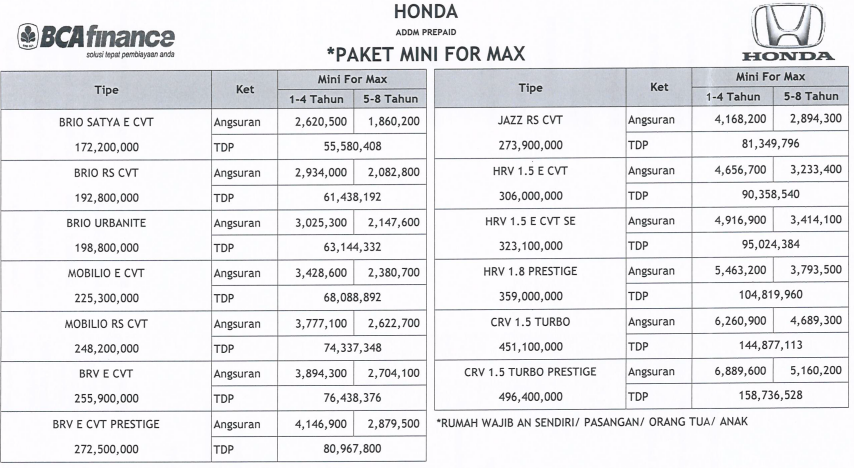 BCA finance
solusi tepat pembiayaan anda
HONDA
ADDM PREPAID
*PAKET MINI FOR MAX
HONDA
Tipe Ket Mini For Max
1-4 Tahun 5-8 Tahun
BRIO SATYA E CVT Angsuran 2,620,500 1,860,200
172,200,000 TDP 55,580,408
BRIO RS CVT Angsuran 2,934,000 2,082,800
192,800,000 TDP 61,438,192
BRIO URBANITE Angsuran 3,025,300 2,147,600
198,800,000 TDP 63,144,332
MOBILIO E CVT Angsuran 3,428,600 2,380,700
225,300,000 TDP 68,088,892
MOBILIO RS CVT Angsuran 3,777,100 2,622,700
248,200,000 TDP 74,337,348
BRV E CVT Angsuran 3,894,300 2,704,100
255,900,000 TDP 76,438,376
BRV E CVT PRESTIGE Angsuran 4,146,900 2,879,500
272,500,000 TDP 80,967,800
Tipe Ket Mini For Max
1-4 Tahun 5-8 Tahun
JAZZ RS CVT Angsuran 4,168,200 2,894,300
273,900,000 TDP 81,349,796
HRV 1.5 E CVT Angsuran 4,656,700 3,233,400
306,000,000 TDP 90,358,540
HRV 1.5 E CVT SE Angsuran 4,916,900 3,414,100
323,100,000 TDP 95,024,384
HRV 1.8 PRESTIGE Angsuran 5,463,200 3,793,500
359,000,000 TDP 104,819,960
CRV 1.5 TURBO Angsuran 6,260,900 4,689,300
451,100,000 TDP 144,877,113
CRV 1.5 TURBO PRESTIGE Angsuran 6,889,600 5,160,200
496,400,000 TDP 158,736,528
*RUMAH WAJIB AN SENDIRI/ PASANGAN/ ORANG TUA/ ANAK